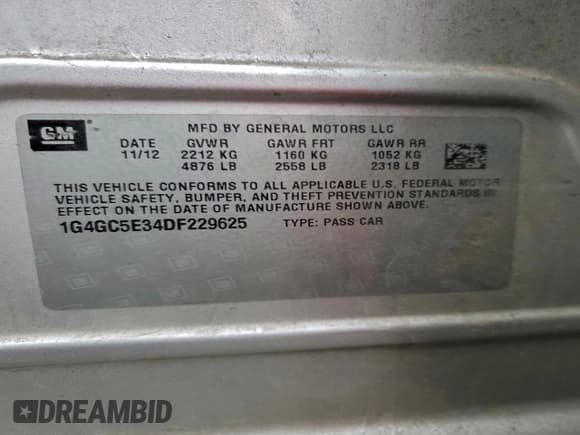 GM
MFD BY GENERAL MOTORS LLC
DATE GVWR GAWR FRT GAWR RR
11/12 2212 KG 1160 KG 1052 KG
4876 LB 2558 LB 2318 LB
THIS VEHICLE CONFORMS TO ALL APPLICABLE U.S. FEDERAL MOTOR
VEHICLE SAFETY, BUMPER, AND THEFT PREVENTION STANDARDS IN
EFFECT ON THE DATE OF MANUFACTURE SHOWN ABOVE.
1G4GC5E34DF229625 TYPE: PASS CAR
DREAMBID